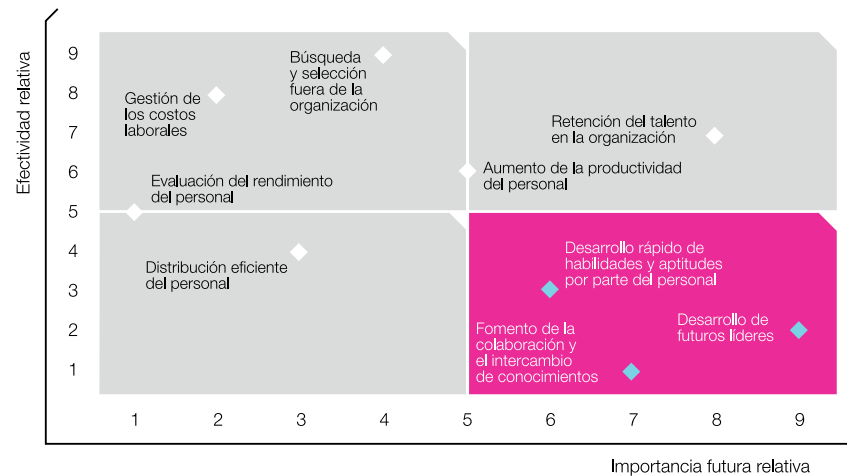 Efectividad relativa
9
8
7
6
5
4
3
2
1
Gestión de
los costos
laborales
Búsqueda
y selección
fuera de la
organización
Retención del talento
en la organización
Evaluación del rendimiento
del personal
Aumento de la productividad
del personal
Distribución eficiente
del personal
Desarrollo rápido de
habilidades y aptitudes
por parte del personal
Fomento de la
colaboración y
el intercambio
de conocimientos
Desarrollo de
futuros líderes
1 2 3 4 5 6 7 8 9
Importancia futura relativa